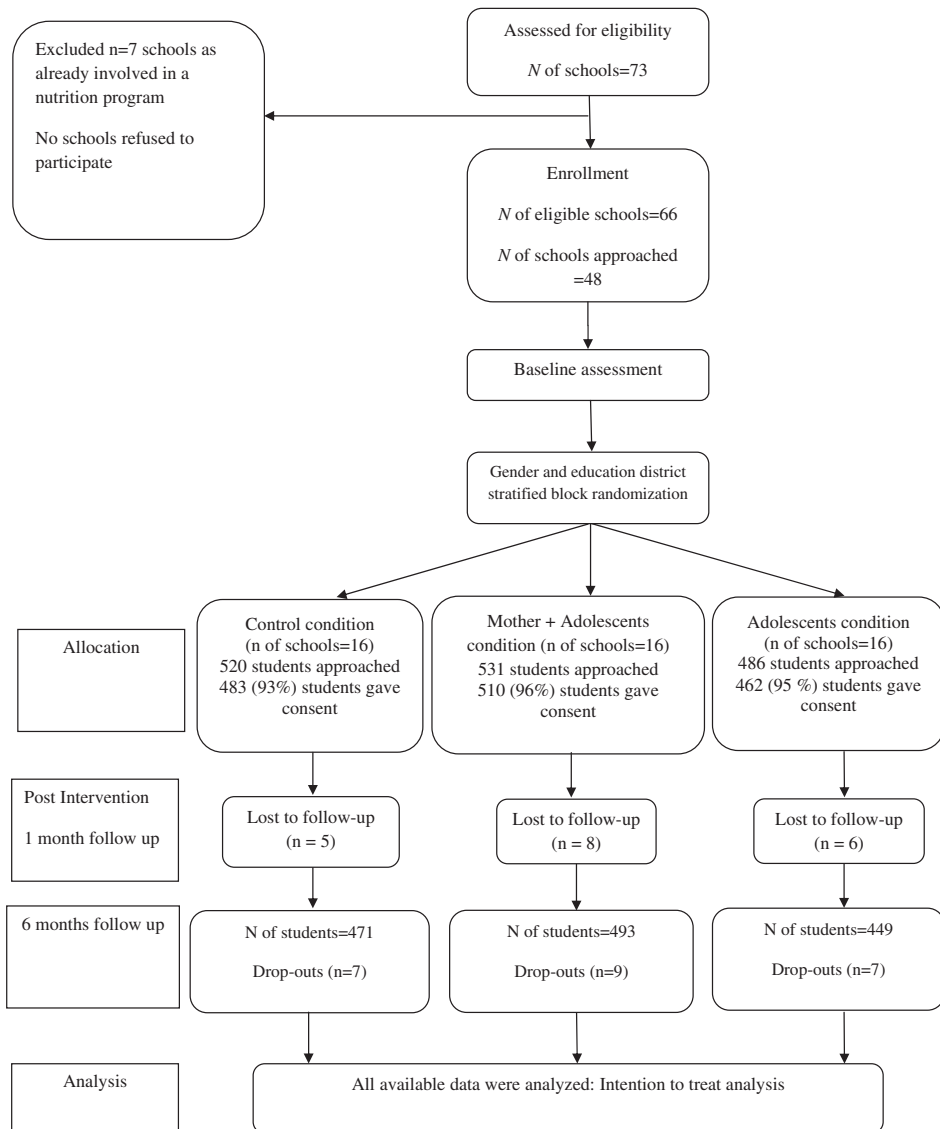 Assessed for eligibility
N of schools=73
Excluded n=7 schools as
already involved in a
nutrition program
No schools refused to
participate
Enrollment
N of eligible schools=66
N of schools approached
=48
Baseline assessment
Gender and education district
stratified block randomization
Allocation
Control condition
(n of schools=16)
520 students approached
483 (93%) students gave
consent
Mother + Adolescents
condition (n of schools=16)
531 students approached
510 (96%) students gave
consent
Adolescents condition
(n of schools=16)
486 students approached
462 (95 %) students gave
consent
Post Intervention
1 month follow up
Lost to follow-up
(n = 5)
Lost to follow-up
(n = 8)
Lost to follow-up
(n = 6)
6 months follow up
N of students=471
Drop-outs (n=7)
N of students=493
Drop-outs (n=9)
N of students=449
Drop-outs (n=7)
Analysis
All available data were analyzed: Intention to treat analysis